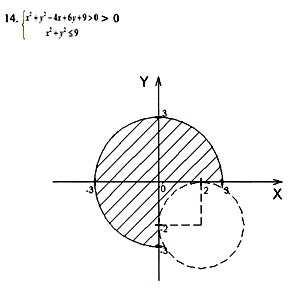 14. { x² + y² - 4x + 6y + 9 > 0 > 0
x² + y² ≤ 9
Y
3
-3
0
2
3
X
-2
-3